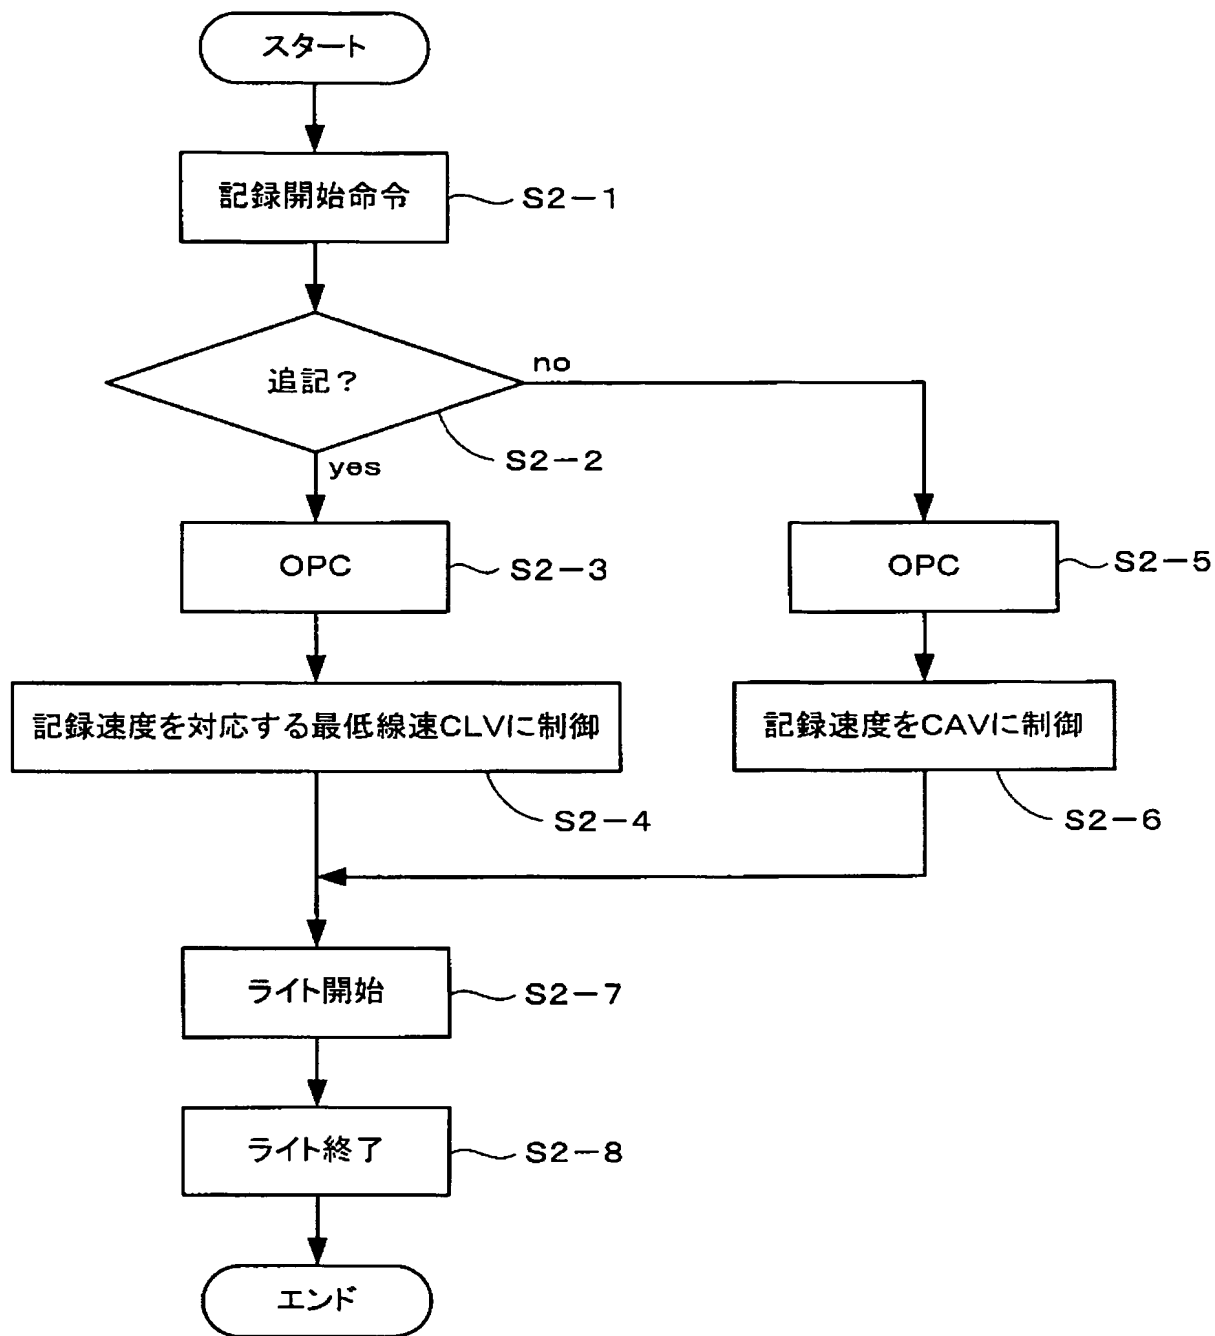 スタート
記録開始命令
S2-1
追記?
no
S2-2
yes
OPC
S2-3
OPC
S2-5
記録速度を対応する最低線速CLVに制御
記録速度をCAVに制御
S2-4
S2-6
ライト開始
S2-7
ライト終了
S2-8
エンド